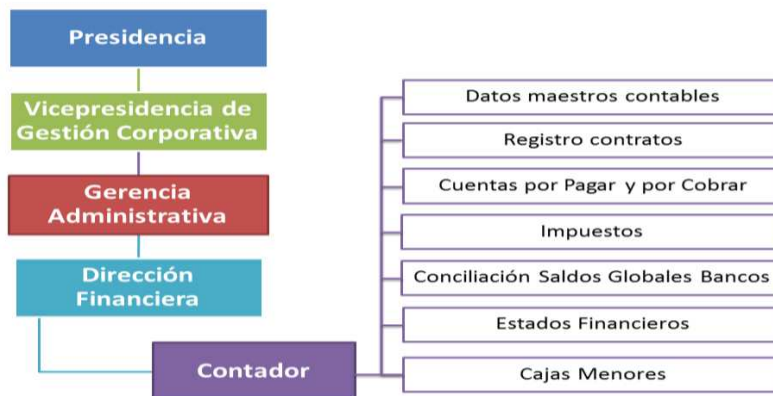 Presidencia
Vicepresidencia de
Gestión Corporativa
Gerencia
Administrativa
Dirección
Financiera
Contador
Datos maestros contables
Registro contratos
Cuentas por Pagar y por Cobrar
Impuestos
Conciliación Saldos Globales Bancos
Estados Financieros
Cajas Menores